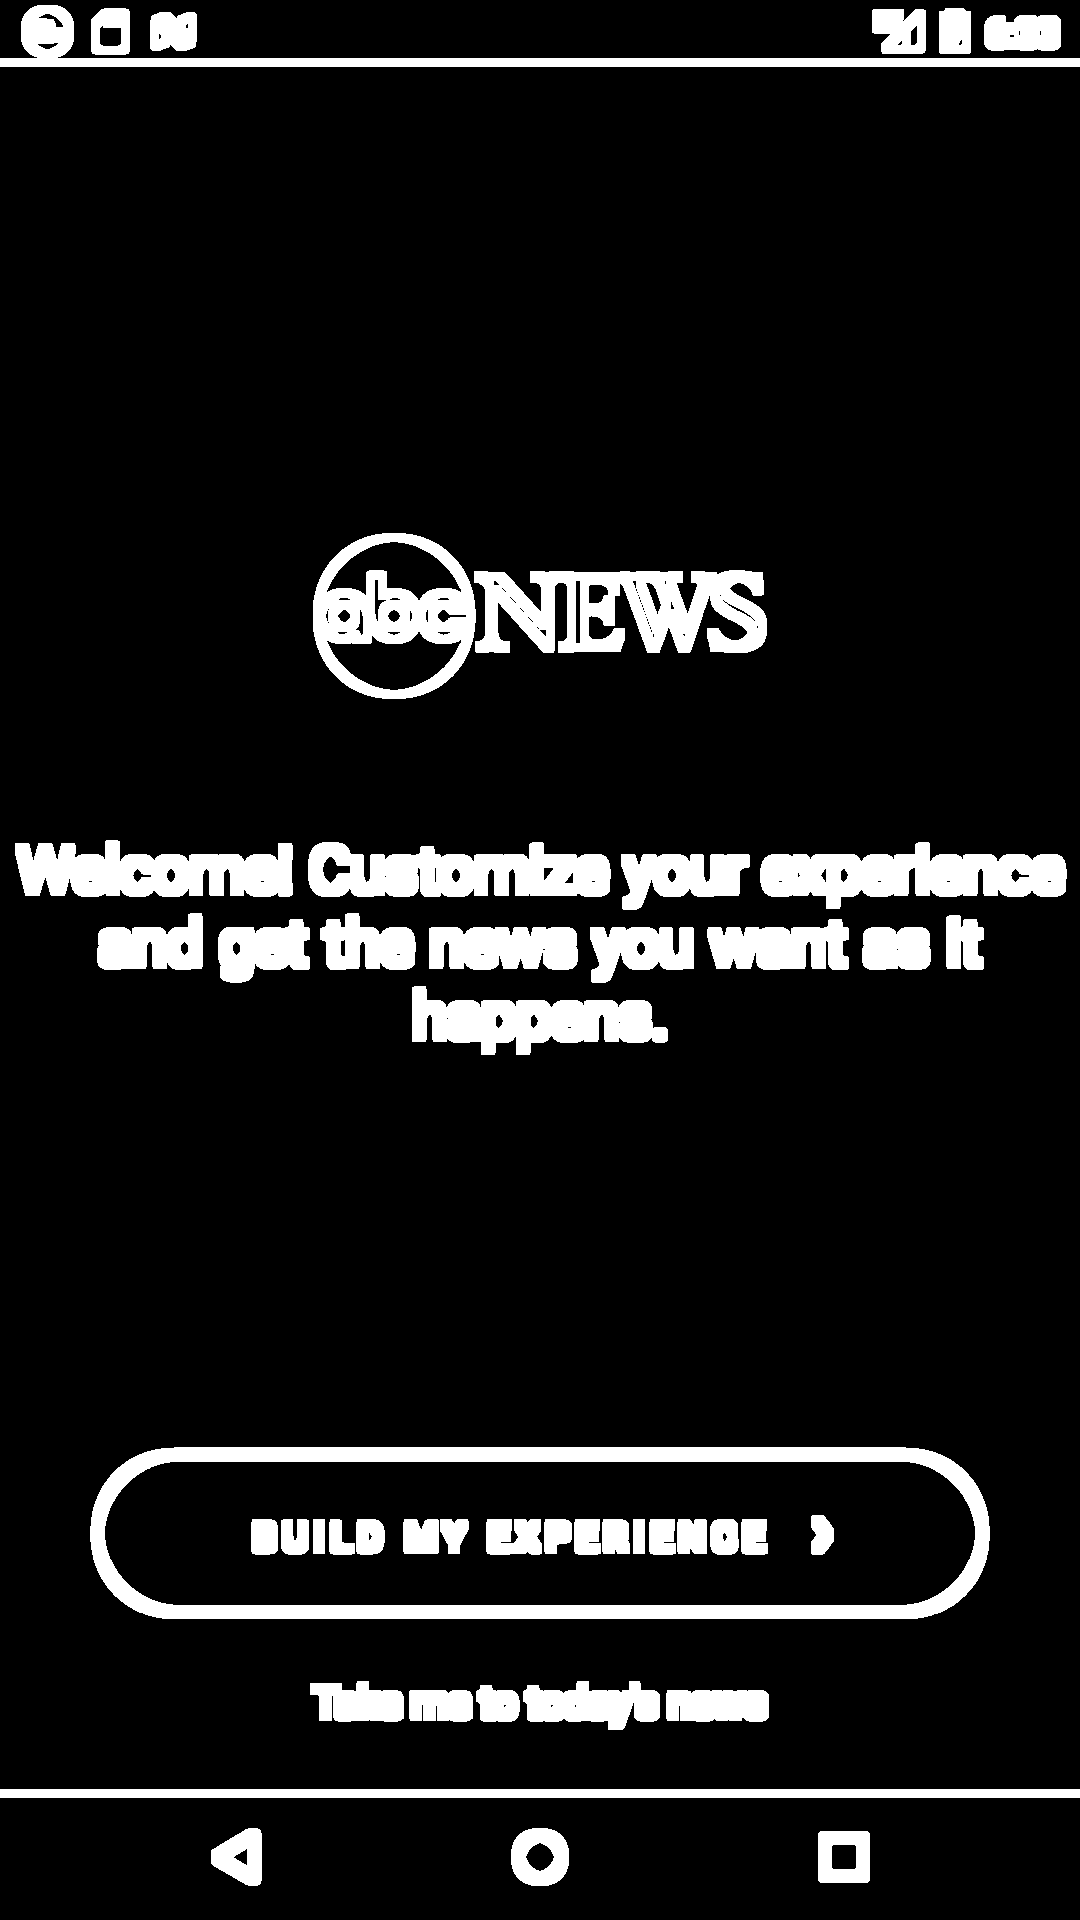 abc NEWS
Welcome! Customize your experience
and get the news you want as it
happens.
BUILD MY EXPERIENCE
Take me to today's news